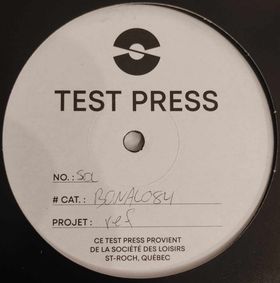 TEST PRESS
NO.: SDL
# CAT.: BONAL084
PROJET: ref
CE TEST PRESS PROVIENT
DE LA SOCIÉTÉ DES LOISIRS
ST-ROCH, QUÉBEC